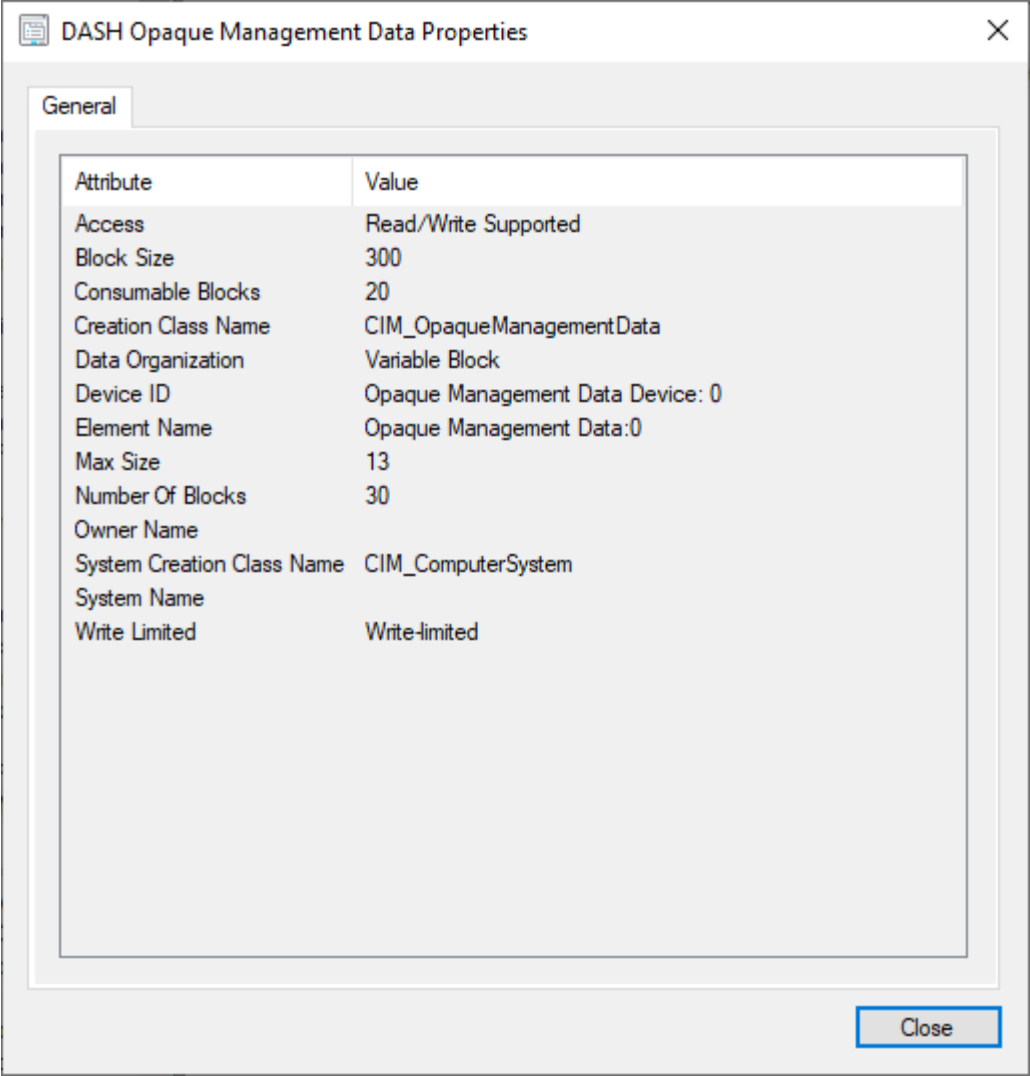 DASH Opaque Management Data Properties
General
Attribute Value
Access Read/Write Supported
Block Size 300
Consumable Blocks 20
Creation Class Name CIM_OpaqueManagementData
Data Organization Variable Block
Device ID Opaque Management Data Device: 0
Element Name Opaque Management Data:0
Max Size 13
Number Of Blocks 30
Owner Name
System Creation Class Name CIM_ComputerSystem
System Name
Write Limited Write-limited
Close